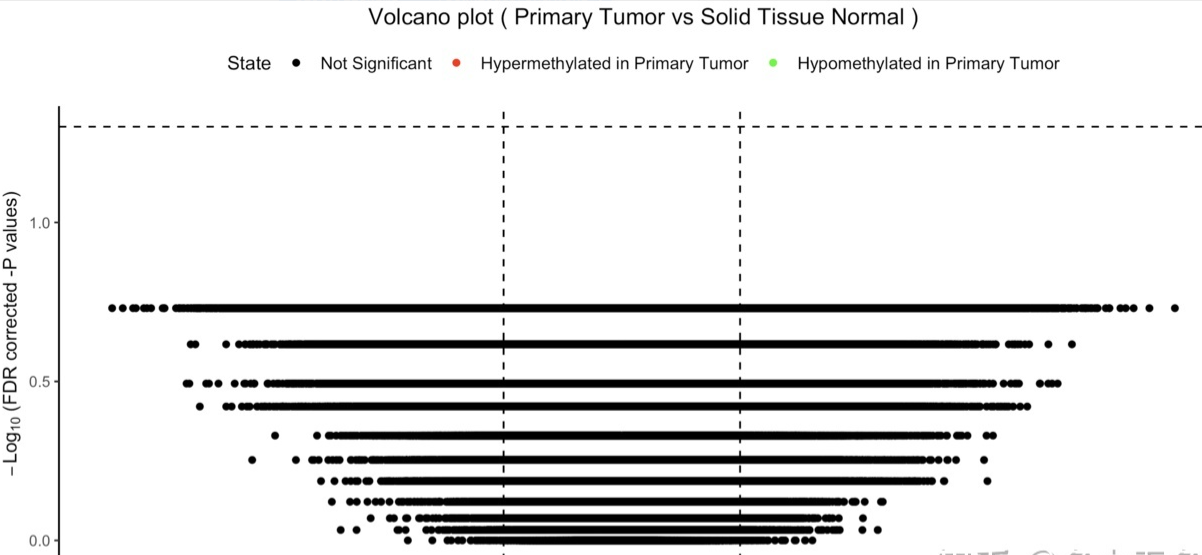 Volcano plot ( Primary Tumor vs Solid Tissue Normal )
State Not Significant Hypermethylated in Primary Tumor Hypomethylated in Primary Tumor
−Log10 (FDR corrected -P values)
1.0
0.5
0.0